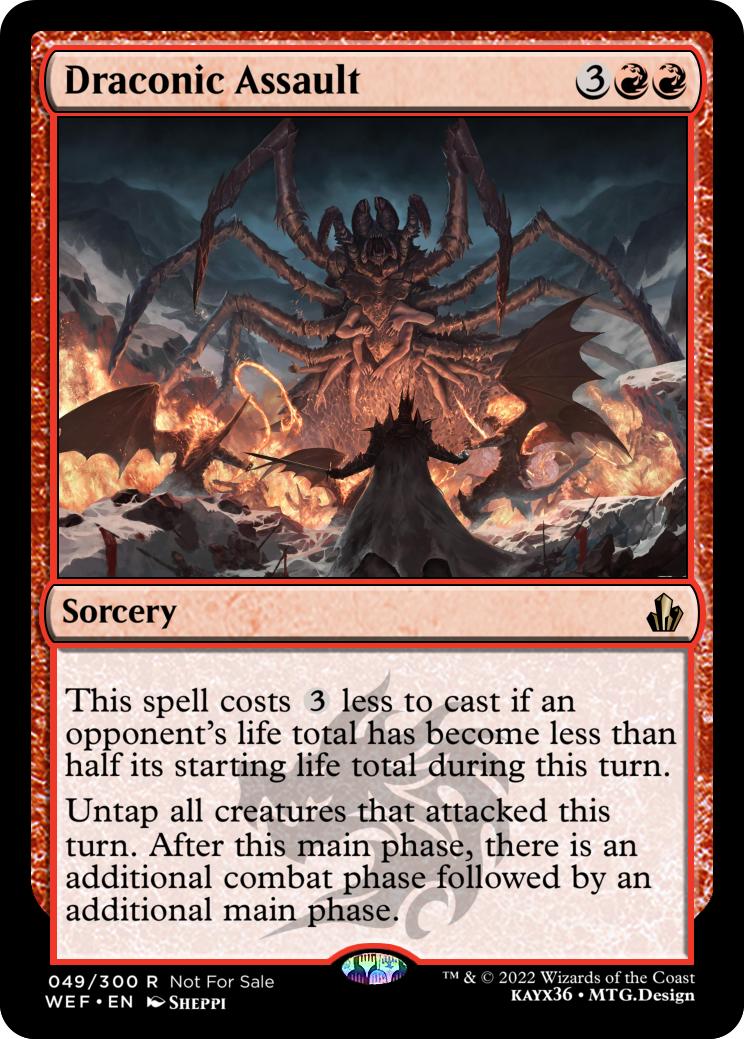 Draconic Assault 3
Sorcery
This spell costs 3 less to cast if an
opponent's life total has become less than
half its starting life total during this turn.
Untap all creatures that attacked this
turn. After this main phase, there is an
additional combat phase followed by an
additional main phase.
049/300 R Not For Sale
WEF • EN SHEPPI
™ & © 2022 Wizards of the Coast
KAYX36 • MTG.Design